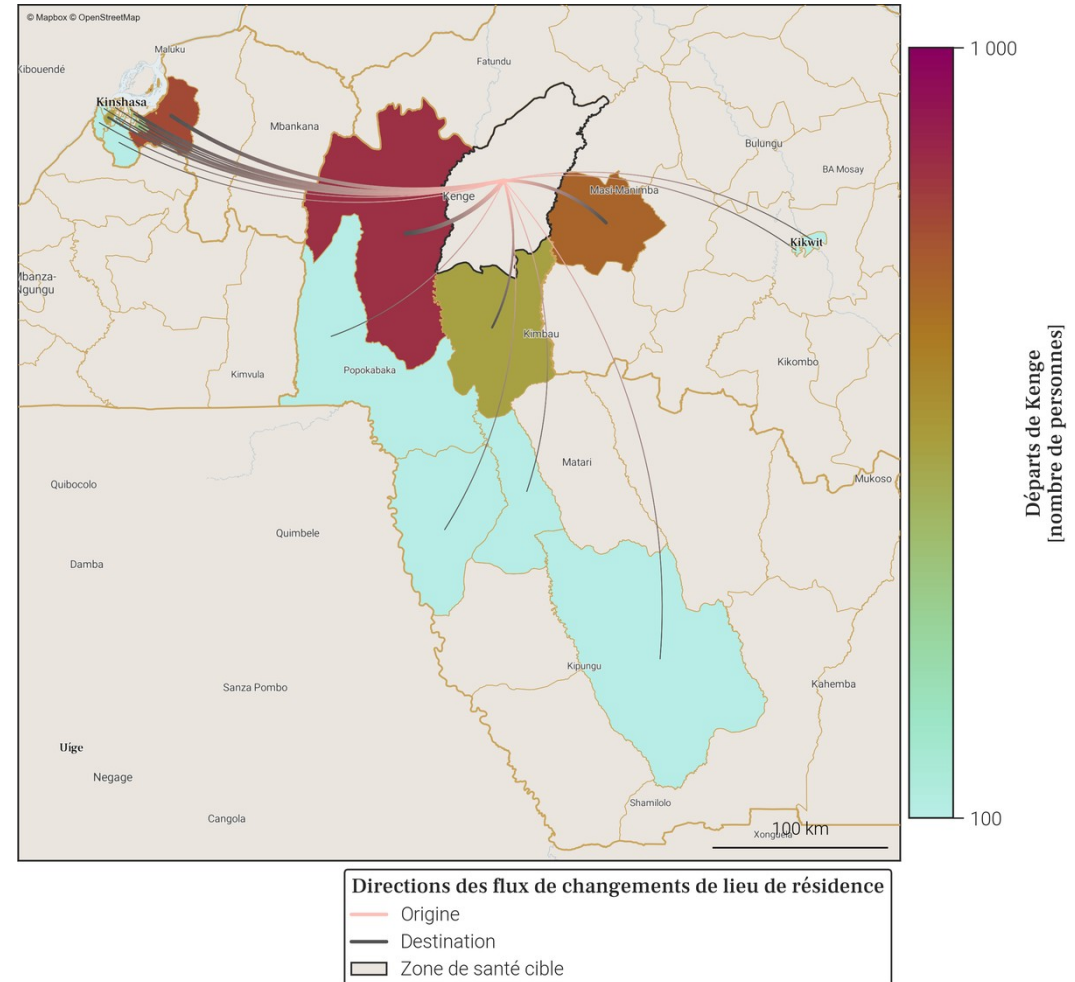 © Mapbox © OpenStreetMap
Maluku
Kibouendé
Fatundu
Kinshasa
Mbankana
Bulungu
BA Mosay
Kenge
Masi-Manimba
Kikwit
Mbanza-
Ngungu
Kimbau
Kikombo
Kimvula
Popokabaka
Matari
Mukoso
Quibocolo
Quimbele
Damba
Kipungu
Kahemba
Sanza Pombo
Uíge
Negage
Shamilolo
Cangola
100 km
Xonguela
1 000
Départs de Kenge
[nombre de personnes]
100
Directions des flux de changements de lieu de résidence
Origine
Destination
Zone de santé cible